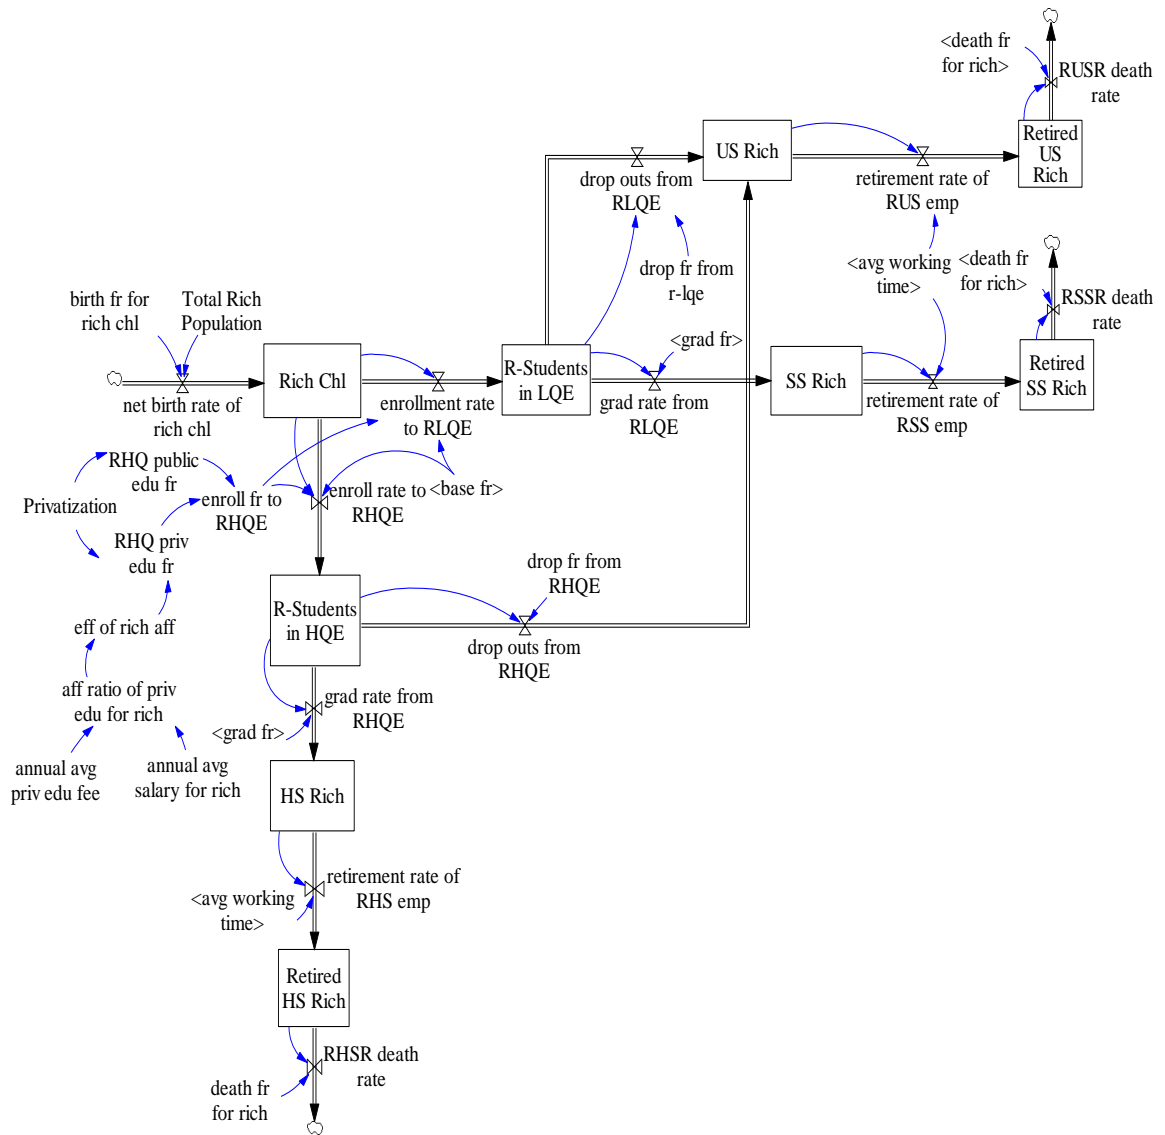 <death fr
for rich>
RUSR death
rate
US Rich
Retired
US
Rich
drop outs from
RLQE
retirement rate of
RUS emp
drop fr from
r-lqe
<avg working
time>
<death fr
for rich>
RSSR death
rate
birth fr for
rich chl
Total Rich
Population
<grad fr>
Rich Chl
R-Students
in LQE
SS Rich
Retired
SS Rich
net birth rate of
rich chl
enrollment rate
to RLQE
grad rate from
RLQE
retirement rate of
RSS emp
RHQ public
edu fr
Privatization
enroll fr to
RHQE
enroll rate to
RHQE
<base fr>
RHQ priv
edu fr
drop fr from
RHQE
R-Students
in HQE
eff of rich aff
drop outs from
RHQE
aff ratio of priv
edu for rich
grad rate from
RHQE
<grad fr>
annual avg
priv edu fee
annual avg
salary for rich
HS Rich
retirement rate of
RHS emp
<avg working
time>
Retired
HS Rich
RHSR death
rate
death fr
for rich